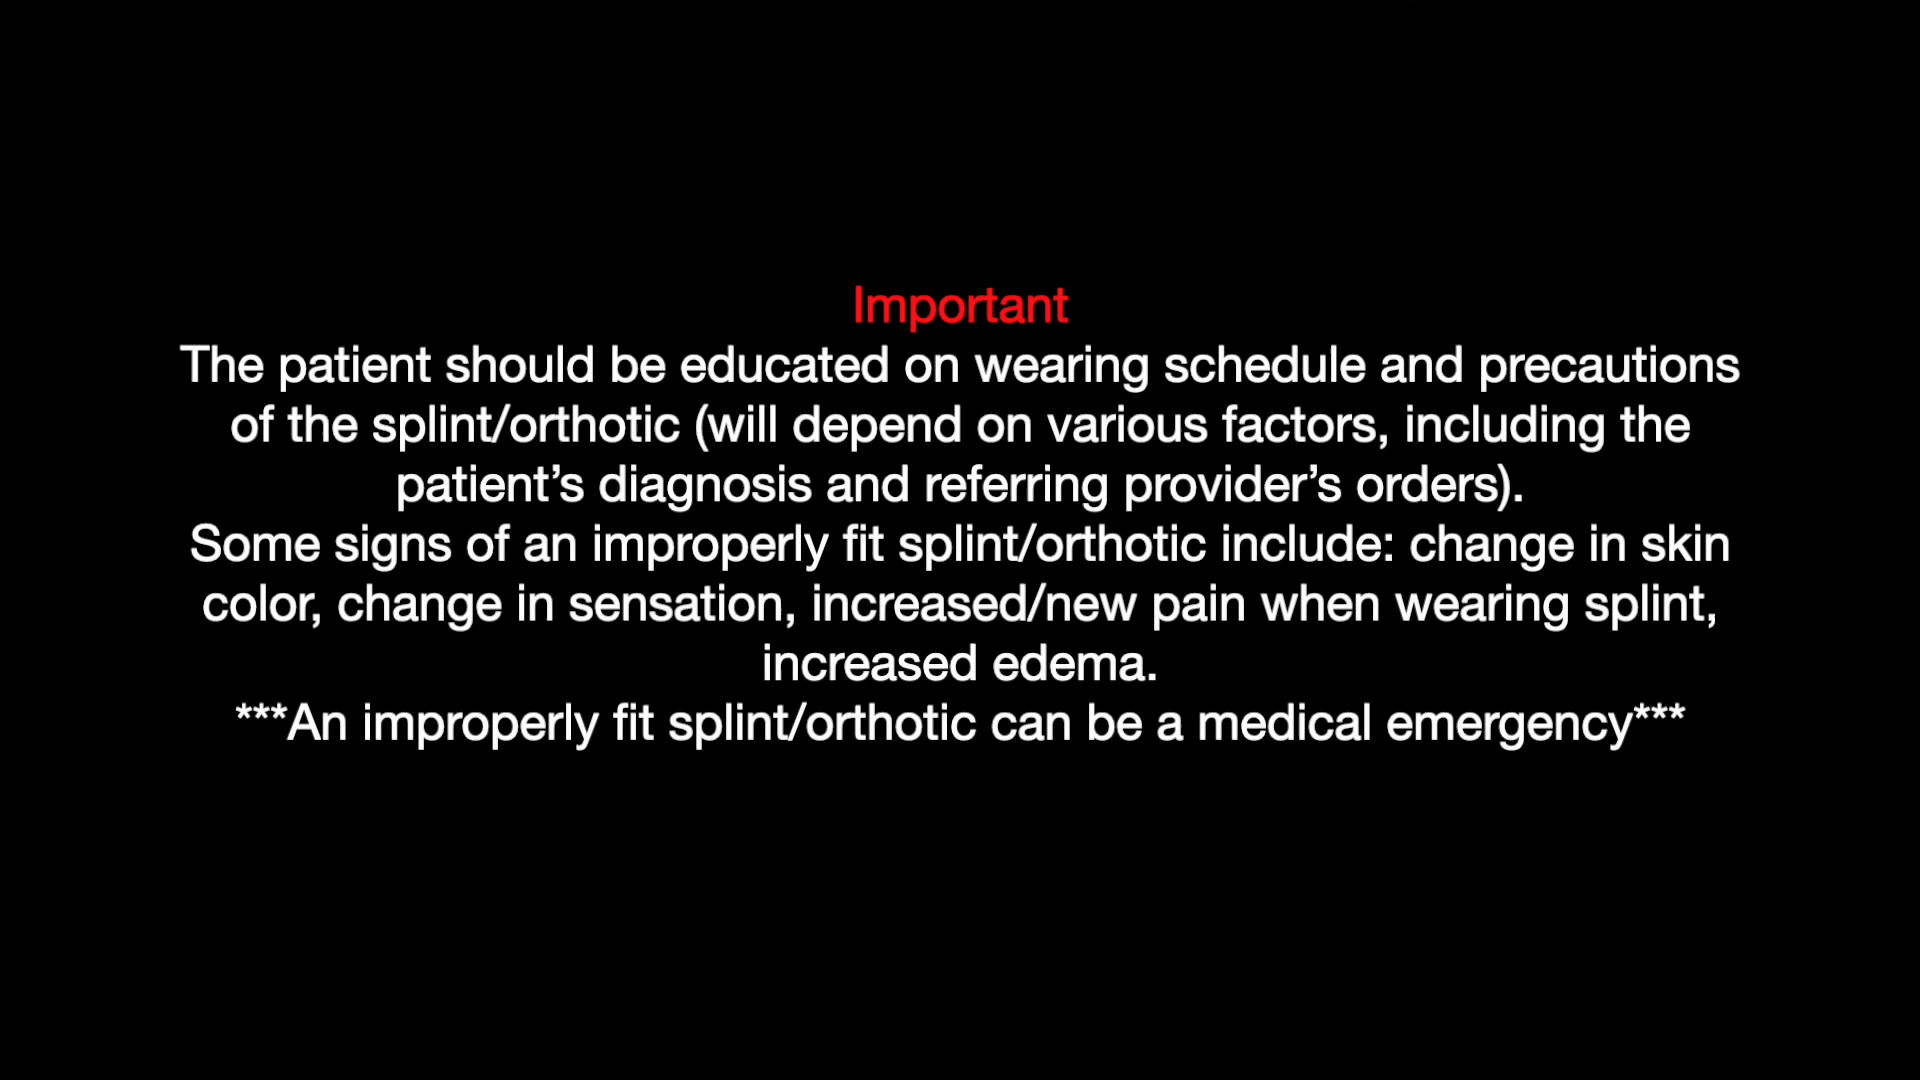 Important
The patient should be educated on wearing schedule and precautions
of the splint/orthotic (will depend on various factors, including the
patient’s diagnosis and referring provider’s orders).
Some signs of an improperly fit splint/orthotic include: change in skin
color, change in sensation, increased/new pain when wearing splint,
increased edema.
***An improperly fit splint/orthotic can be a medical emergency***